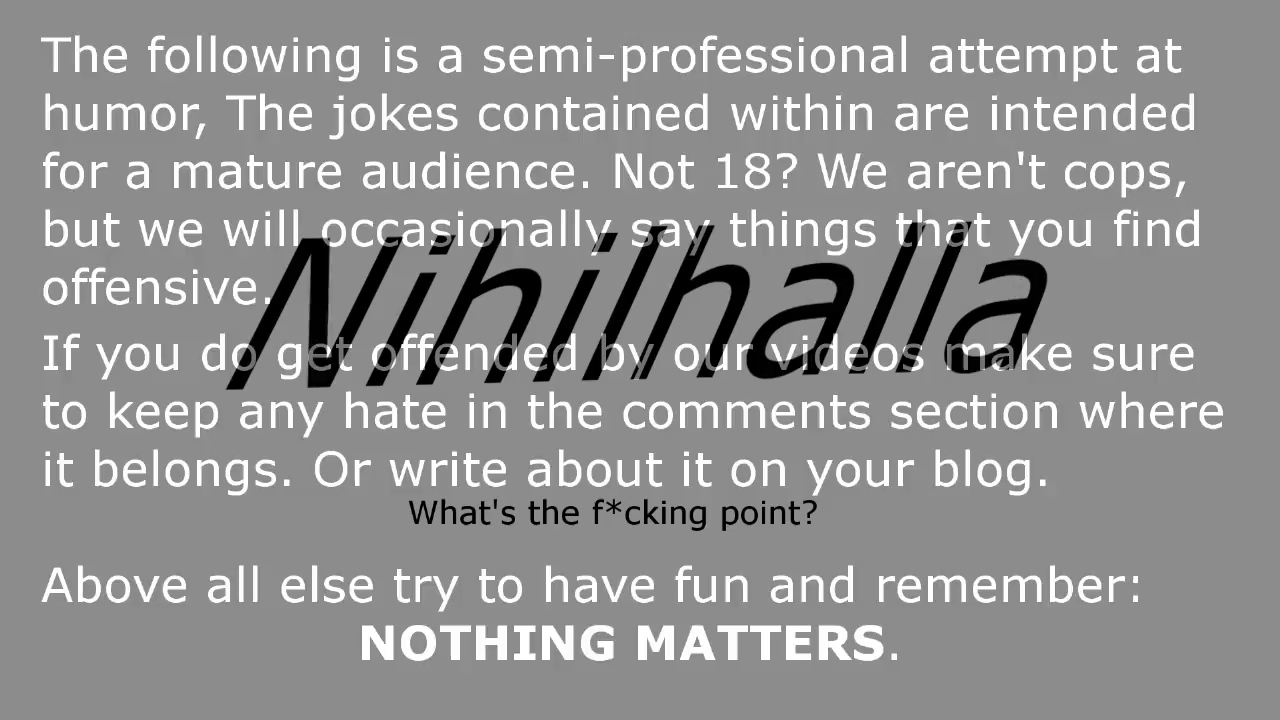 The following is a semi-professional attempt at
humor, The jokes contained within are intended
for a mature audience. Not 18? We aren't cops,
but we will occasionally say things that you find
offensive.
Nihilhalla
If you do get offended by our videos make sure
to keep any hate in the comments section where
it belongs. Or write about it on your blog.
What's the f*cking point?
Above all else try to have fun and remember:
NOTHING MATTERS.